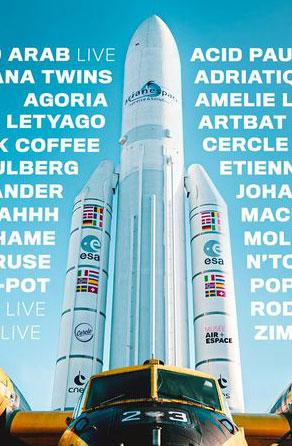 ARAB LIVE
ANA TWINS
AGORIA
LETYAGO
K COFFEE
ULBERG
ANDER
AHHH
HAME
RUSE
-POT
LIVE
LIVE
ACID PAU
ADRIATIQ
AMELIE L
ARTBAT
CERCLE
ETIENN
JOHA
MAC
MOL
N'TO
POP
ROD
ZIM
arianespace
esa
esa
Cercle
MUSÉE
AIR+
ESPACE
cnes
cnes
D 2-3 D